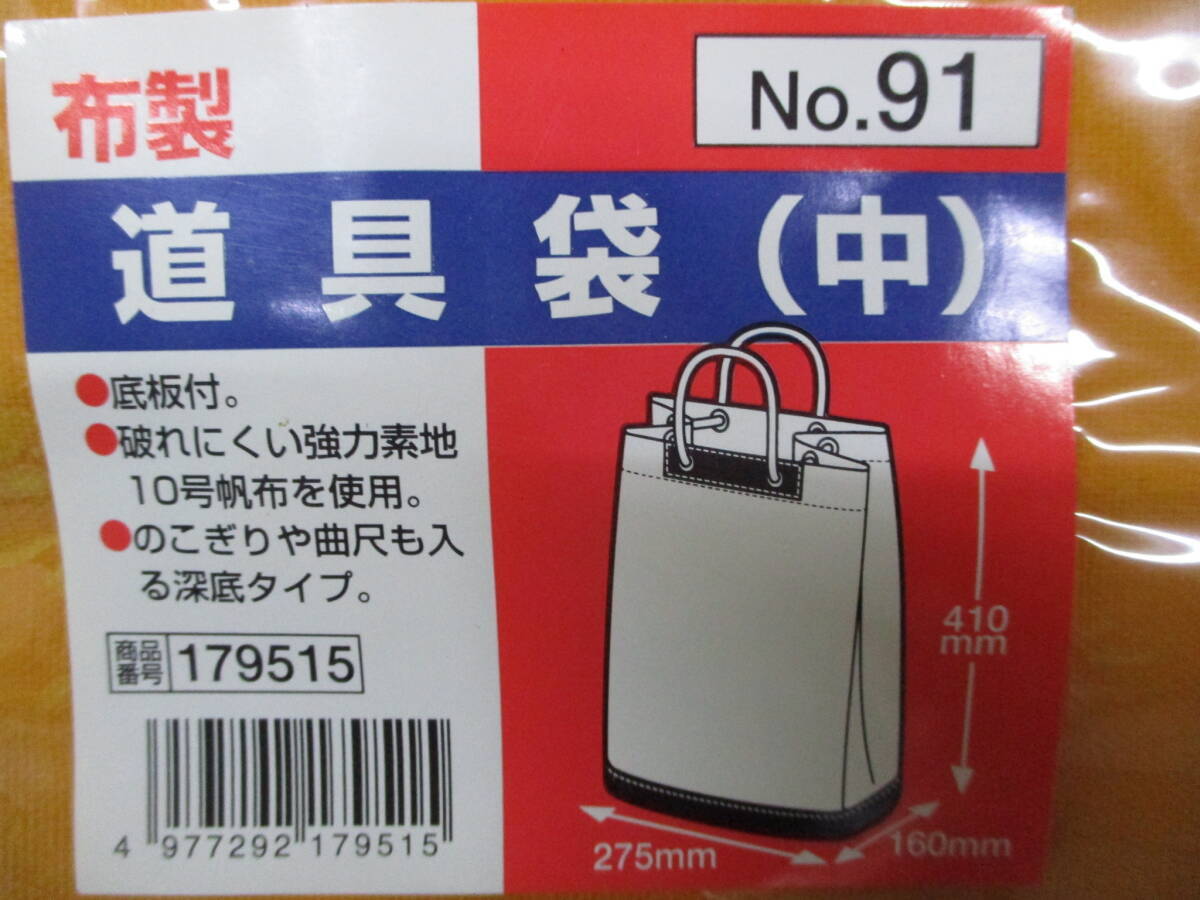 布製
No.91
道具袋(中)
●底板付。
●破れにくい強力素地
10号帆布を使用。
●のこぎりや曲尺も入
る深底タイプ。
商品
番号
179515
4 977292 179515
410
mm
275mm
160mm